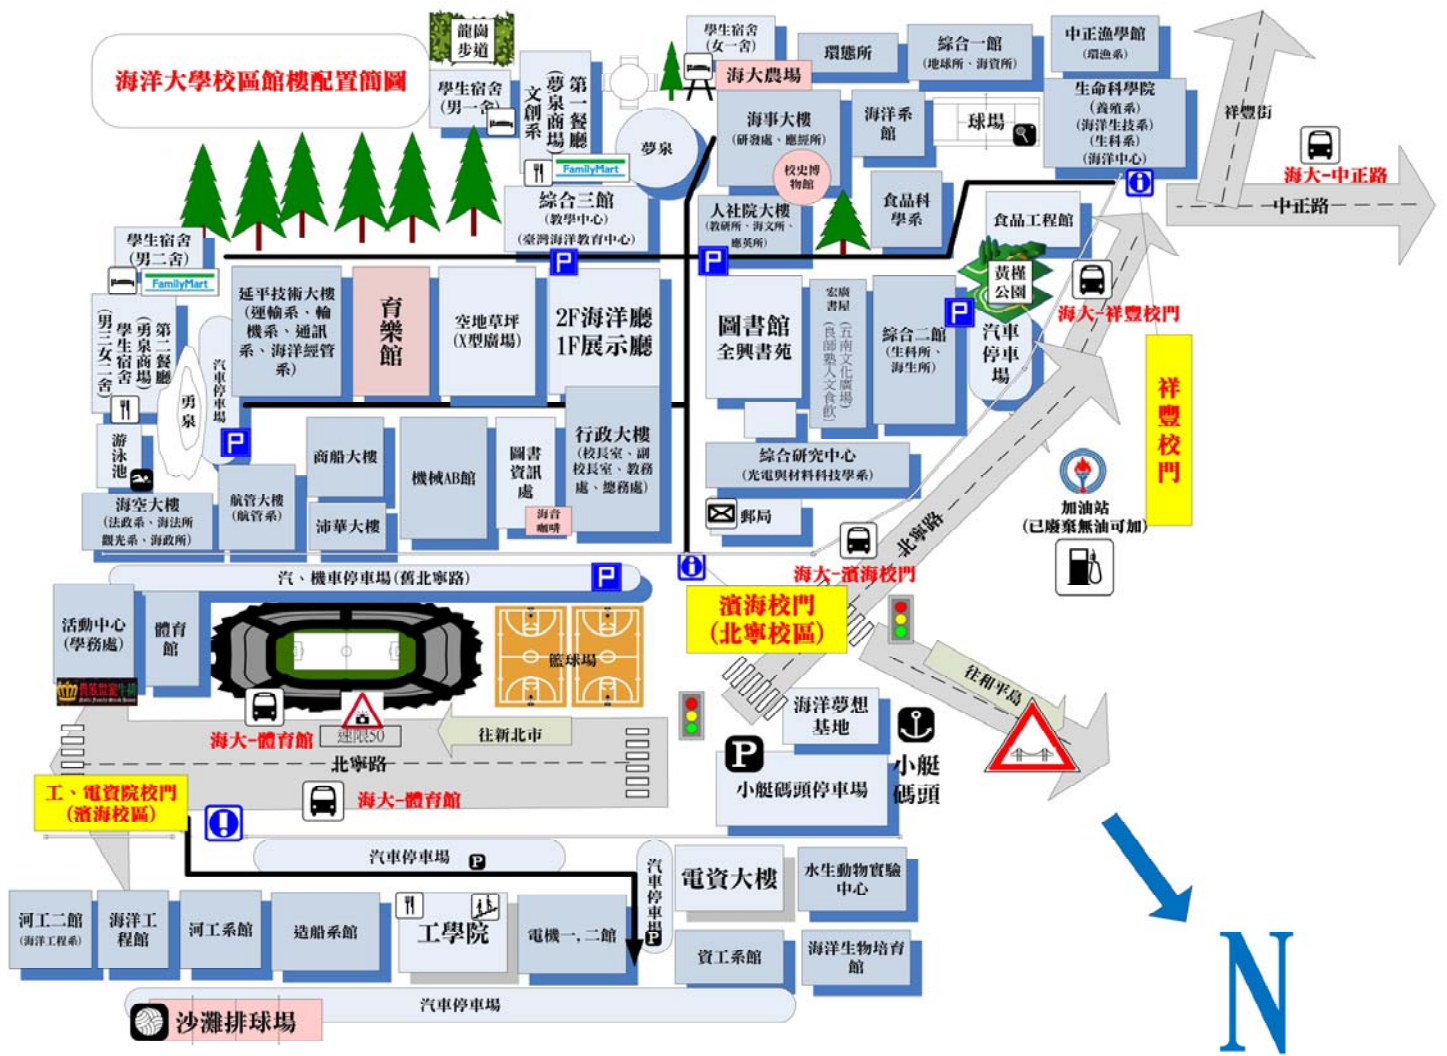 海洋大學校區館樓配置簡圖
龍崗
步道
學生宿舍
(男一舍)
第一餐廳
(夢泉商場)
文創系
FamilyMart
夢泉
學生宿舍
(女一舍)
海大農場
環態所
綜合一館
(地球所、海資所)
中正漁學館
(環漁系)
海事大樓
(研發處、應經所)
校史博
物館
海洋系
館
球場
生命科學院
(養殖系)
(海洋生技系)
(生科系)
(海洋中心)
祥豐街
海大-中正路
中正路
綜合三館
(教學中心)
(臺灣海洋教育中心)
人社院大樓
(教研所、海文所、
應英所)
食品科
學系
食品工程館
學生宿舍
(男二舍)
FamilyMart
第二餐廳
(勇泉商場)
學生宿舍
(男三女二舍)
勇泉
汽車停車場
延平技術大樓
(運輸系、輪
機系、通訊
系、海洋經管
系)
育樂館
空地草坪
(X型廣場)
2F海洋廳
1F展示廳
圖書館
全興書苑
宏廣
書屋
(五南文化廣場)
(良師塾人文食飲)
綜合二館
(生科所、
海生所)
黃槿
公園
汽車
停車場
海大-祥豐校門
祥豐校門
游泳池
海空大樓
(法政系、海法所
觀光系、海政所)
航管大樓
(航管系)
商船大樓
沛華大樓
機械AB館
圖書
資訊
處
海音
咖啡
行政大樓
(校長室、副
校長室、教務
處、總務處)
綜合研究中心
(光電與材料科技學系)
郵局
海大-濱海校門
北寧路
加油站
(已廢棄無油可加)
汽、機車停車場(舊北寧路)
濱海校門
(北寧校區)
活動中心
(學務處)
體育
館
籃球場
往和平島
海大-體育館
速限50
往新北市
北寧路
海大-體育館
海洋夢想
基地
小艇碼頭停車場
小艇
碼頭
工、電資院校門
(濱海校區)
汽車停車場
汽車停車場
電資大樓
水生動物實驗
中心
河工二館
(海洋工程系)
海洋工
程館
河工系館
造船系館
工學院
電機一, 二館
資工系館
海洋生物培育
館
汽車停車場
沙灘排球場
N